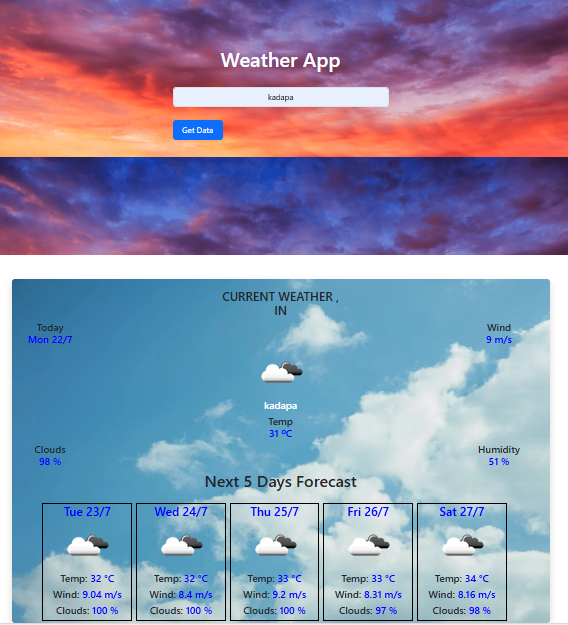 Weather App
kadapa
Get Data
CURRENT WEATHER ,
IN
Today
Mon 22/7
Wind
9 m/s
kadapa
Temp
31 ºC
Clouds
98 %
Humidity
51 %
Next 5 Days Forecast
Tue 23/7
Wed 24/7
Thu 25/7
Fri 26/7
Sat 27/7
Temp: 32 °C
Temp: 32 °C
Temp: 33 °C
Temp: 33 °C
Temp: 34 °C
Wind: 9.04 m/s
Wind: 8.4 m/s
Wind: 9.2 m/s
Wind: 8.31 m/s
Wind: 8.16 m/s
Clouds: 100 %
Clouds: 100 %
Clouds: 100 %
Clouds: 97 %
Clouds: 98 %